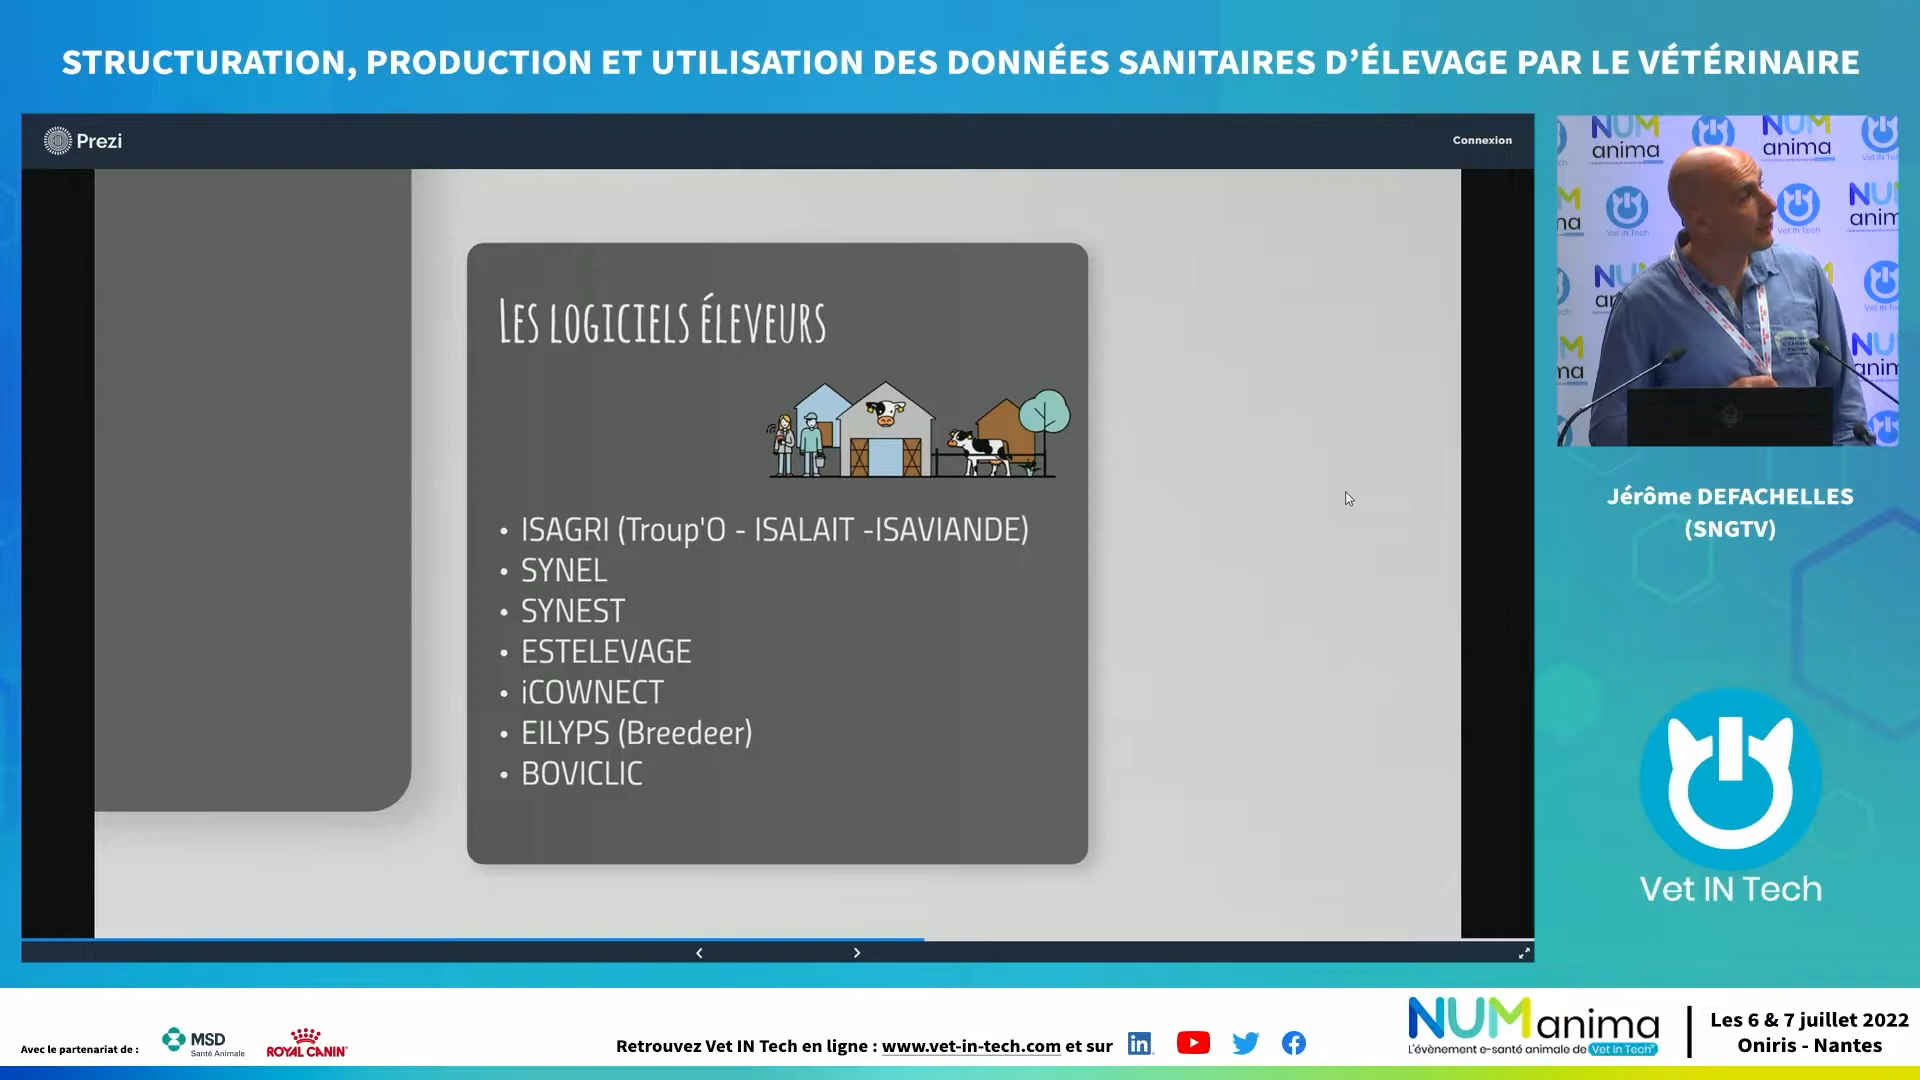 STRUCTURATION, PRODUCTION ET UTILISATION DES DONNÉES SANITAIRES D'ÉLEVAGE PAR LE VÉTÉRINAIRE
Prezi
Connexion
LES LOGICIELS ÉLEVEURS
• ISAGRI (Troup'O - ISALAIT -ISAVIANDE)
• SYNEL
• SYNEST
• ESTELEVAGE
• iCOWNECT
• EILYPS (Breedeer)
• BOVICLIC
NUM anima
Vet IN Tech
Jérôme DEFACHELLES
(SNGTV)
Vet IN Tech
Avec le partenariat de :
MSD
Santé Animale
ROYAL CANIN
Retrouvez Vet IN Tech en ligne : www.vet-in-tech.com et sur
NUManima
L'évènement e-santé animale de Vet In Tech
Les 6 & 7 juillet 2022
Oniris - Nantes